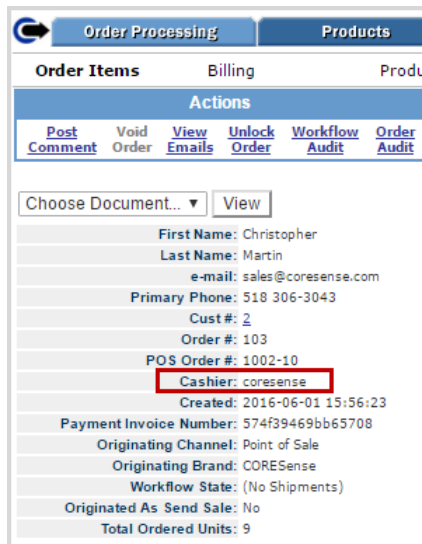 Order Processing Products
Order Items Billing Produ
Actions
Post Comment Void Order View Emails Unlock Order Workflow Audit Order Audit
Choose Document... ▼ View
First Name: Christopher
Last Name: Martin
e-mail: sales@coresense.com
Primary Phone: 518 306-3043
Cust #: 2
Order #: 103
POS Order #: 1002-10
Cashier: coresense
Created: 2016-06-01 15:56:23
Payment Invoice Number: 574f39469bb65708
Originating Channel: Point of Sale
Originating Brand: CORESense
Workflow State: (No Shipments)
Originated As Send Sale: No
Total Ordered Units: 9